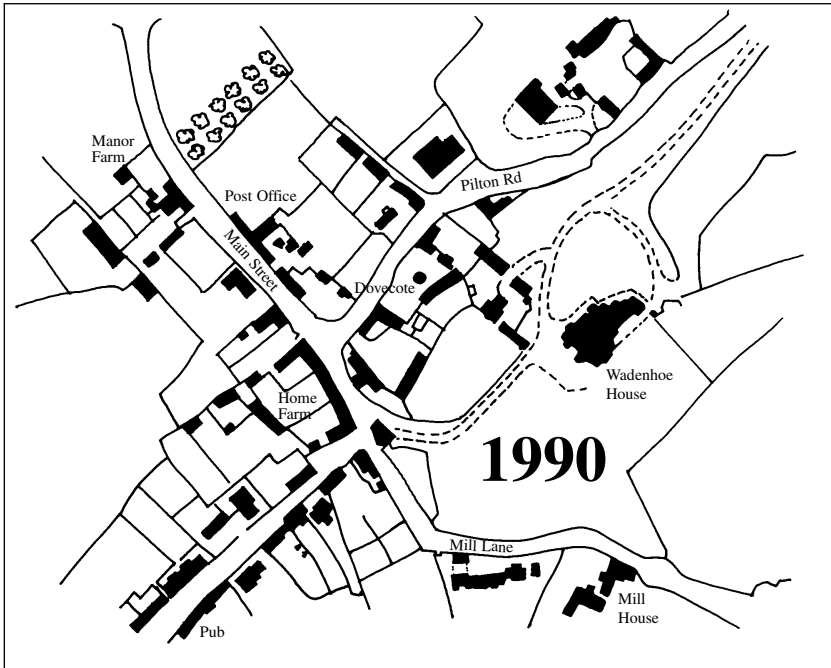 Manor
Farm
Post Office
Pilton Rd
Main Street
Dovecote
Wadenhoe
House
Home
Farm
1990
Mill Lane
Mill
House
Pub